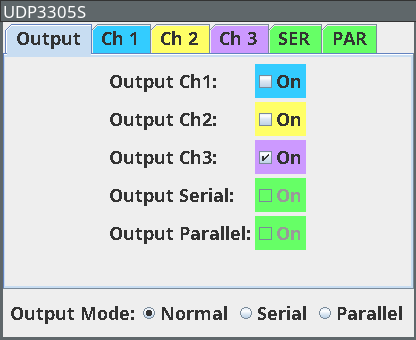 UDP3305S
Output Ch 1 Ch 2 Ch 3 SER PAR
Output Ch1: On
Output Ch2: On
Output Ch3: On
Output Serial: On
Output Parallel: On
Output Mode: Normal Serial Parallel